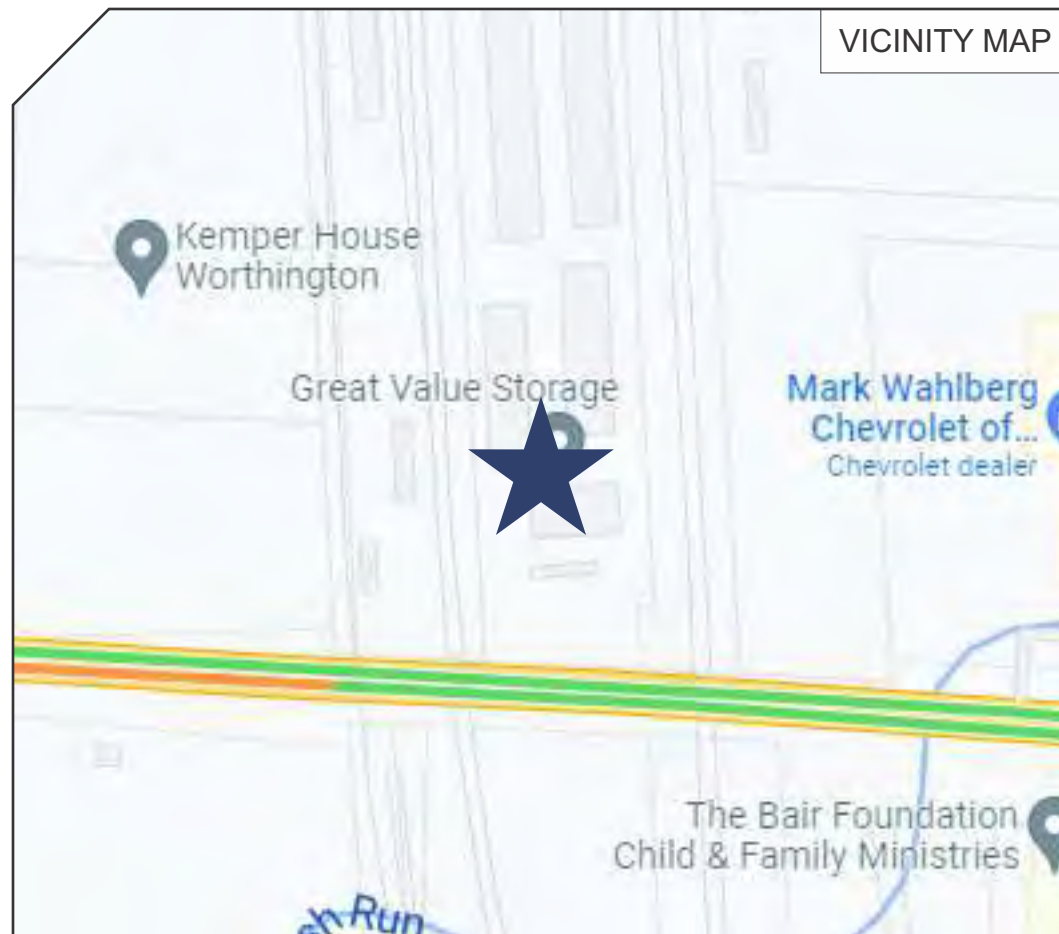 VICINITY MAP
Kemper House
Worthington
Great Value Storage
Mark Wahlberg
Chevrolet of...
Chevrolet dealer
The Bair Foundation
Child & Family Ministries
Run